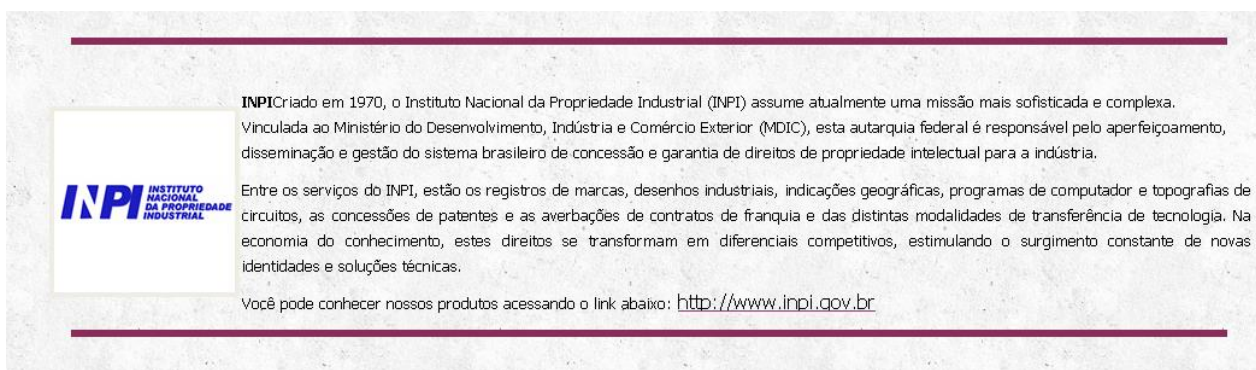 INPICriado em 1970, o Instituto Nacional da Propriedade Industrial (INPI) assume atualmente uma missão mais sofisticada e complexa.
Vinculada ao Ministério do Desenvolvimento, Indústria e Comércio Exterior (MDIC), esta autarquia federal é responsável pelo aperfeiçoamento,
disseminação e gestão do sistema brasileiro de concessão e garantia de direitos de propriedade intelectual para a indústria.
INPI INSTITUTO
NACIONAL
DA PROPRIEDADE
INDUSTRIAL
Entre os serviços do INPI, estão os registros de marcas, desenhos industriais, indicações geográficas, programas de computador e topografias de
circuitos, as concessões de patentes e as averbações de contratos de franquia e das distintas modalidades de transferência de tecnologia. Na
economia do conhecimento, estes direitos se transformam em diferenciais competitivos, estimulando o surgimento constante de novas
identidades e soluções técnicas.
Você pode conhecer nossos produtos acessando o link abaixo: http://www.inpi.gov.br